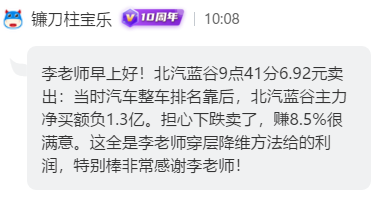 镰刀柱宝乐 V 10周年 10:08
李老师早上好！北汽蓝谷9点41分6.92元卖
出：当时汽车整车排名靠后，北汽蓝谷主力
净买额负1.3亿。担心下跌卖了，赚8.5%很
满意。这全是李老师穿层降维方法给的利
润，特别棒非常感谢李老师！